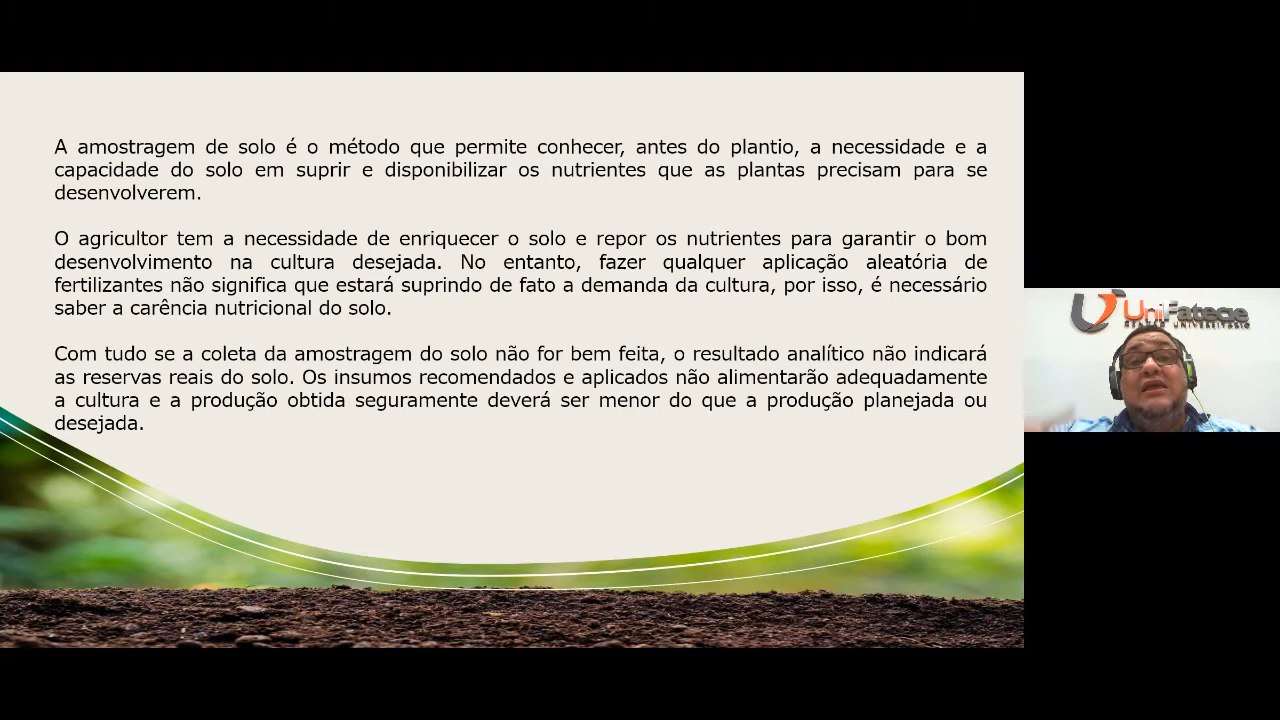 A amostragem de solo é o método que permite conhecer, antes do plantio, a necessidade e a
capacidade do solo em suprir e disponibilizar os nutrientes que as plantas precisam para se
desenvolverem.
O agricultor tem a necessidade de enriquecer o solo e repor os nutrientes para garantir o bom
desenvolvimento na cultura desejada. No entanto, fazer qualquer aplicação aleatória de
fertilizantes não significa que estará suprindo de fato a demanda da cultura, por isso, é necessário
saber a carência nutricional do solo.
Com tudo se a coleta da amostragem do solo não for bem feita, o resultado analítico não indicará
as reservas reais do solo. Os insumos recomendados e aplicados não alimentarão adequadamente
a cultura e a produção obtida seguramente deverá ser menor do que a produção planejada ou
desejada.
UniFatecie
CENTRO UNIVERSITÁRIO